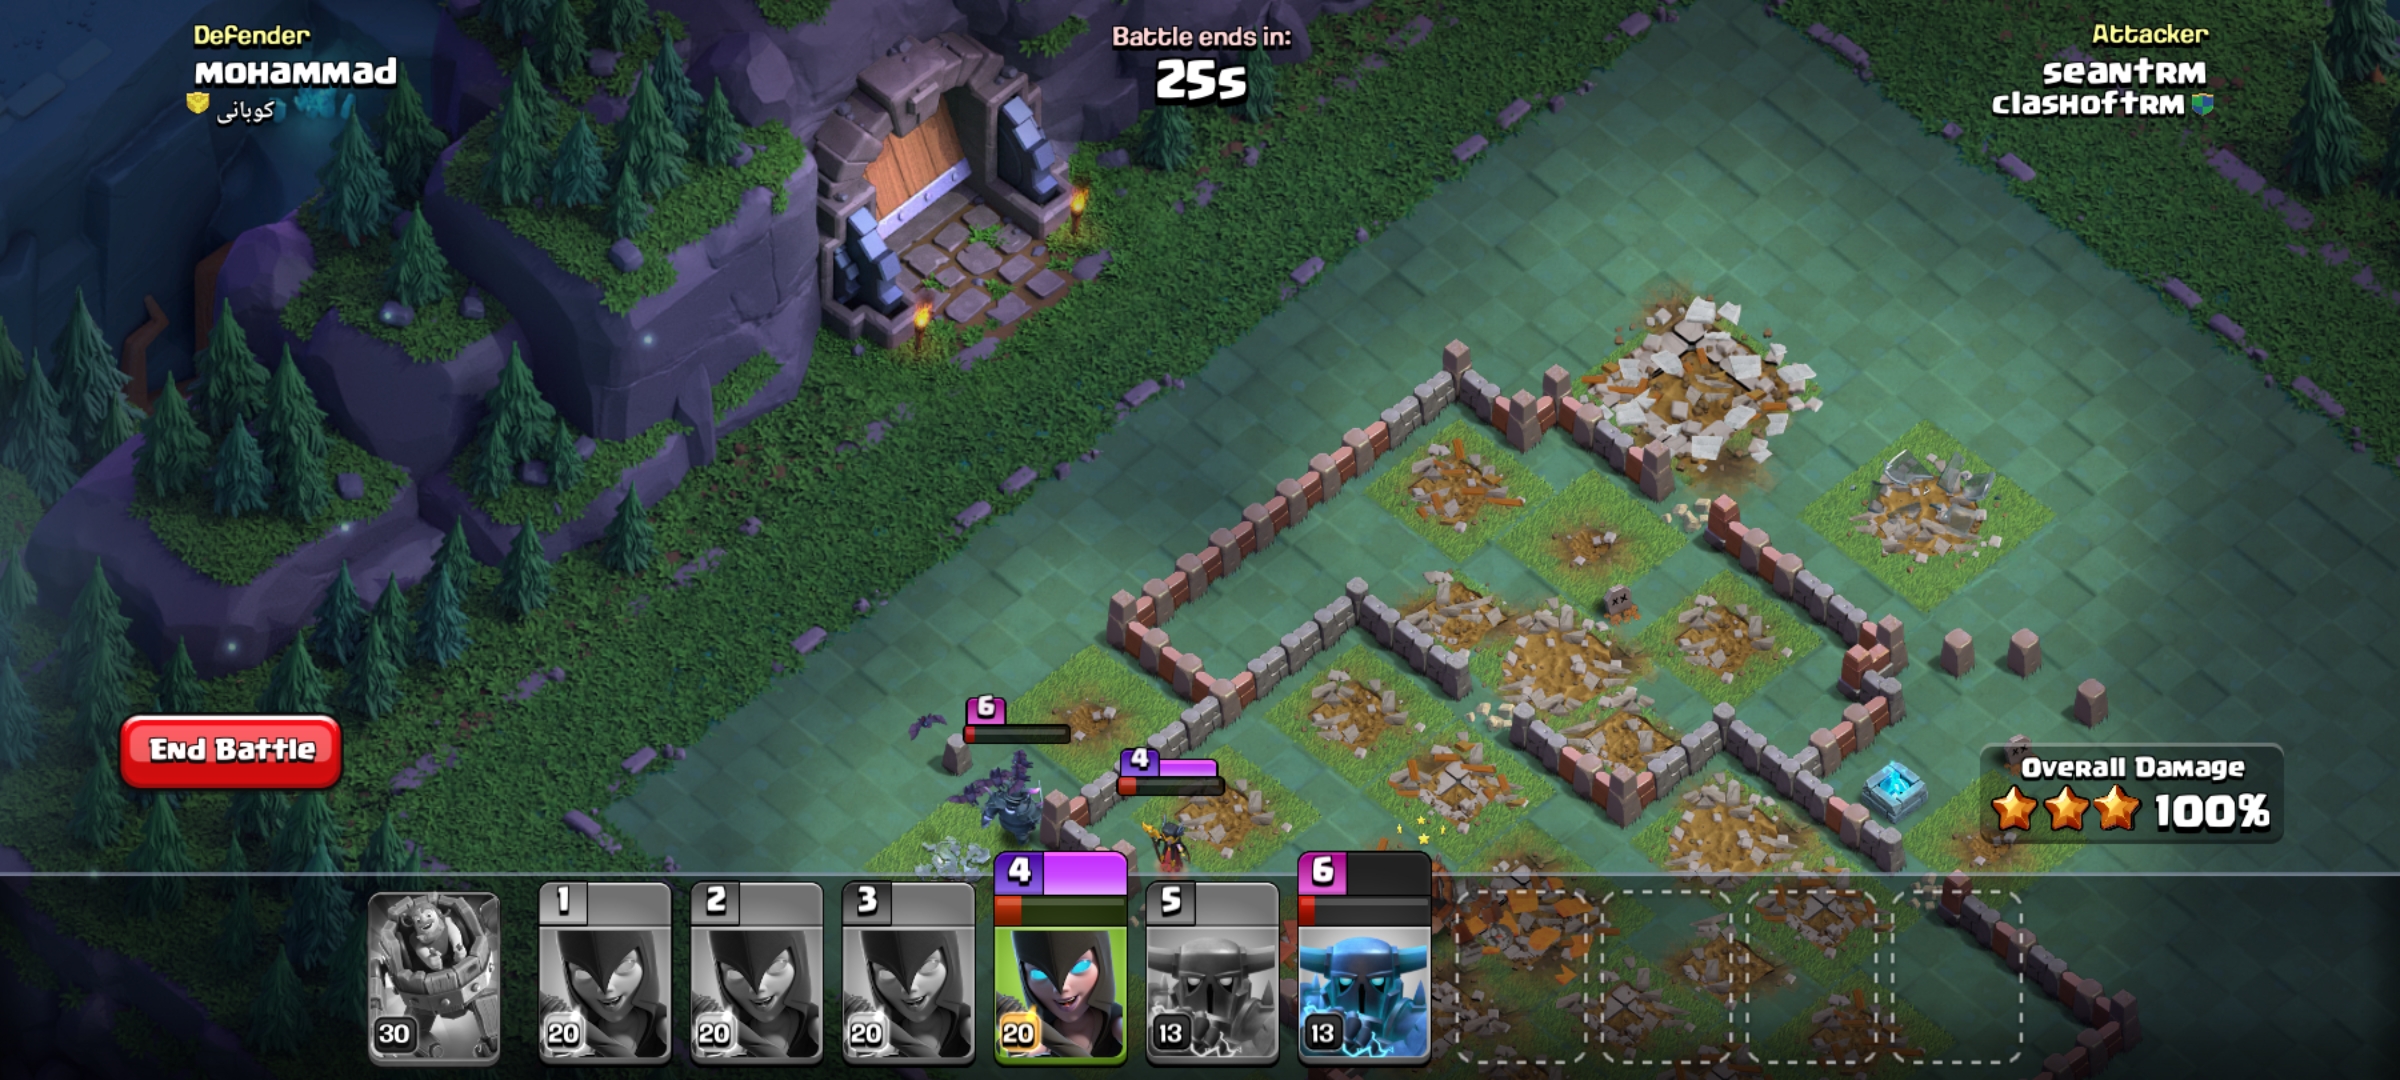 Defender
MOHAMMAD
کوبانی
Battle ends in:
25s
Attacker
seantRM
clashoftRM
6
4
End Battle
Overall Damage
100%
30
1
20
2
20
3
20
4
20
5
13
6
13